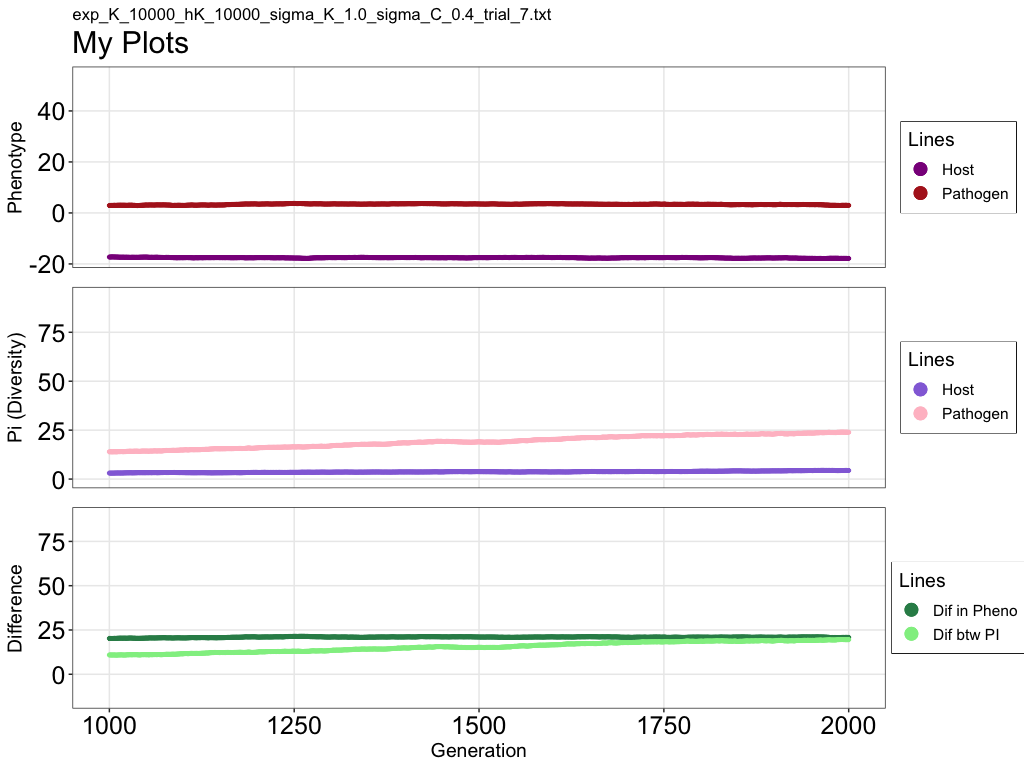 exp_K_10000_hK_10000_sigma_K_1.0_sigma_C_0.4_trial_7.txt
My Plots
Phenotype
40
20
0
-20
Lines
Host
Pathogen
Pi (Diversity)
75
50
25
0
Lines
Host
Pathogen
Difference
75
50
25
0
Lines
Dif in Pheno
Dif btw PI
1000 1250 1500 1750 2000
Generation